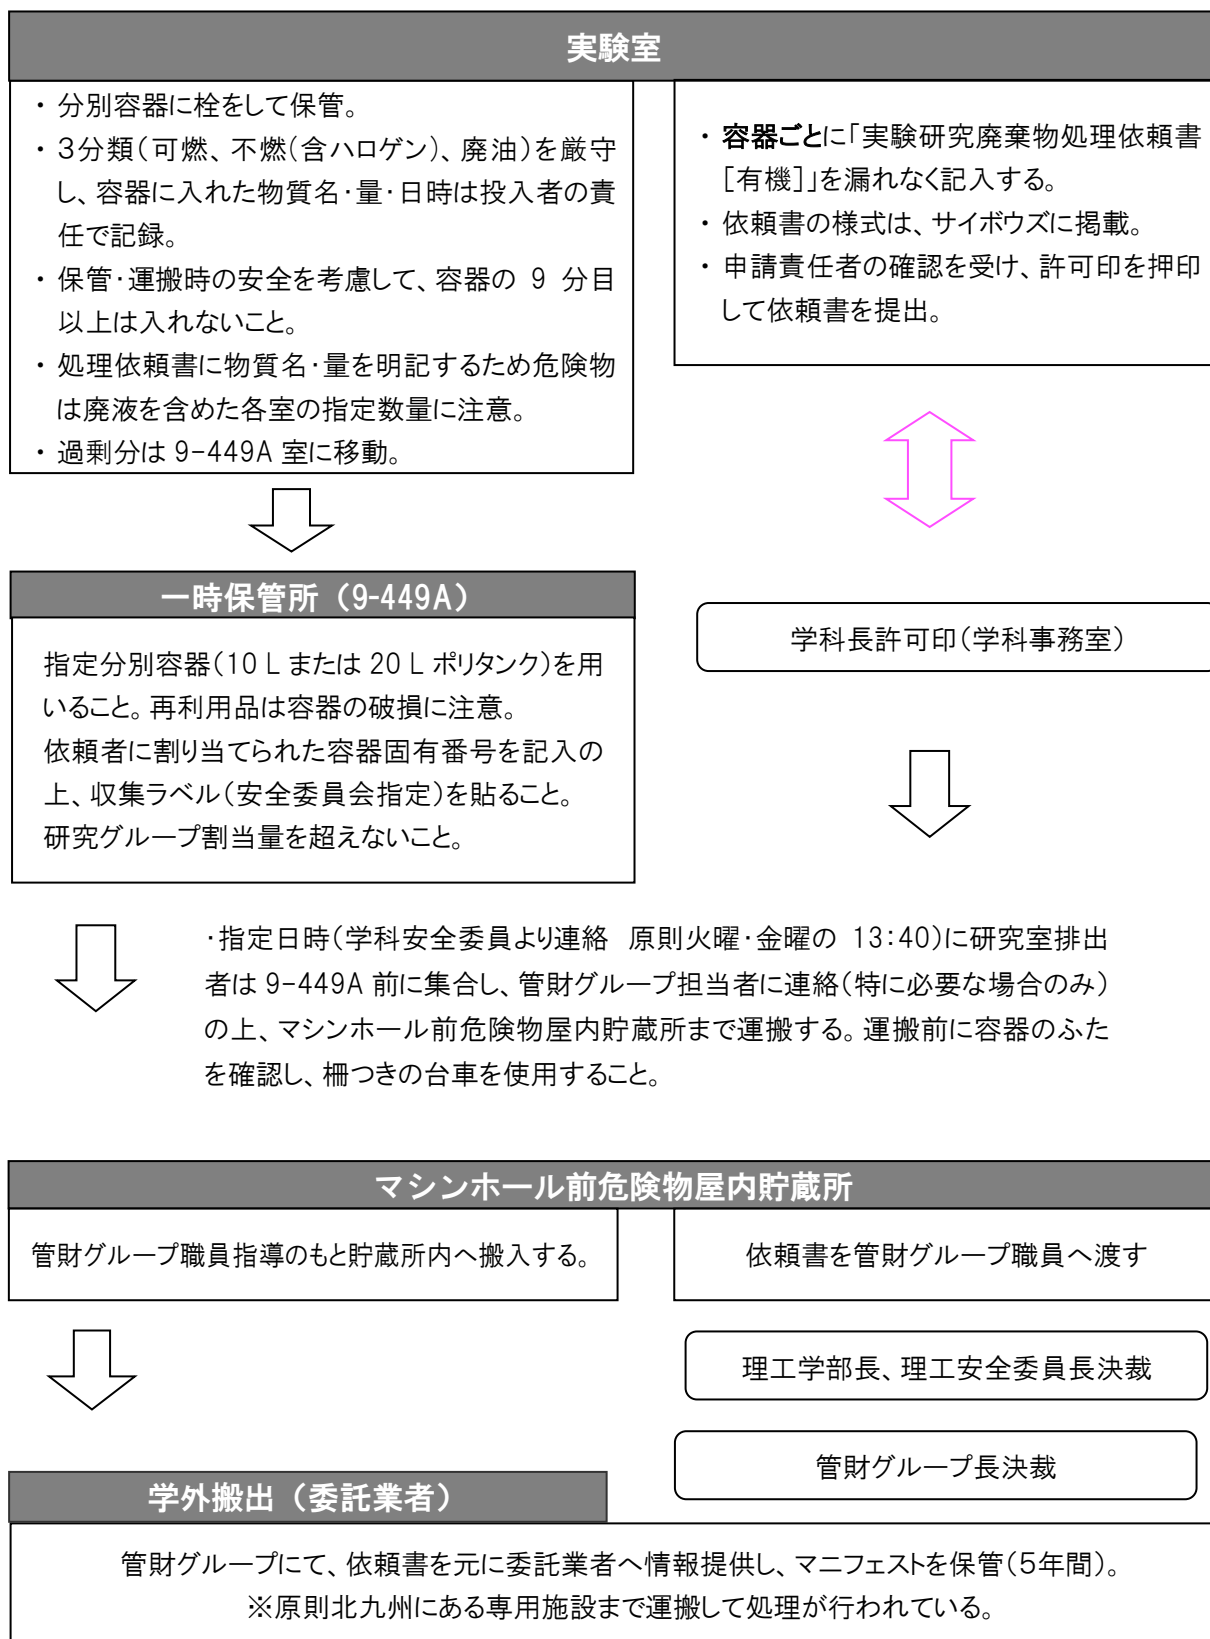 実験室
・ 分別容器に栓をして保管。
・ 3分類（可燃、不燃（含ハロゲン）、廃油）を厳守
し、容器に入れた物質名・量・日時は投入者の責
任で記録。
・ 保管・運搬時の安全を考慮して、容器の 9 分目
以上は入れないこと。
・ 処理依頼書に物質名・量を明記するため危険物
は廃液を含めた各室の指定数量に注意。
・ 過剰分は 9-449A 室に移動。
・ 容器ごとに「実験研究廃棄物処理依頼書
［有機］」を漏れなく記入する。
・ 依頼書の様式は、サイボウズに掲載。
・ 申請責任者の確認を受け、許可印を押印
して依頼書を提出。
一時保管所（9-449A）
指定分別容器（10 L または 20 L ポリタンク）を用
いること。再利用品は容器の破損に注意。
依頼者に割り当てられた容器固有番号を記入の
上、収集ラベル（安全委員会指定）を貼ること。
研究グループ割当量を超えないこと。
学科長許可印（学科事務室）
・指定日時（学科安全委員より連絡 原則火曜・金曜の 13:40）に研究室排出
者は 9-449A 前に集合し、管財グループ担当者に連絡（特に必要な場合のみ）
の上、マシンホール前危険物屋内貯蔵所まで運搬する。運搬前に容器のふた
を確認し、柵つきの台車を使用すること。
マシンホール前危険物屋内貯蔵所
管財グループ職員指導のもと貯蔵所内へ搬入する。
依頼書を管財グループ職員へ渡す
理工学部長、理工安全委員長決裁
管財グループ長決裁
学外搬出（委託業者）
管財グループにて、依頼書を元に委託業者へ情報提供し、マニフェストを保管（5年間）。
※原則北九州にある専用施設まで運搬して処理が行われている。